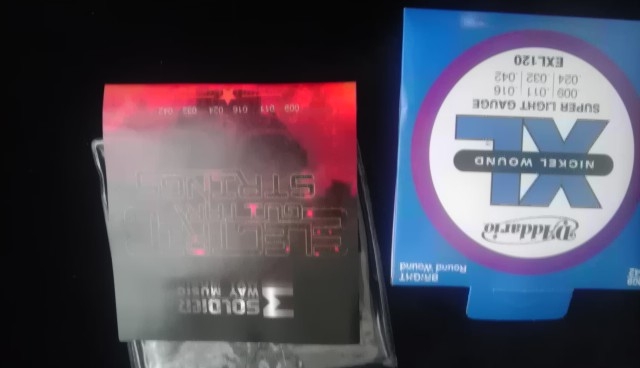 SOLDIER
WAY MUSIC
ELECTRIC
GUITAR
STRINGS
009 011 016 024 032 042
BRIGHT
Round Wound
D'Addario
XL
NICKEL WOUND
SUPER LIGHT GAUGE
.009 | .011 | .016
.024 | .032 | .042
EXL120